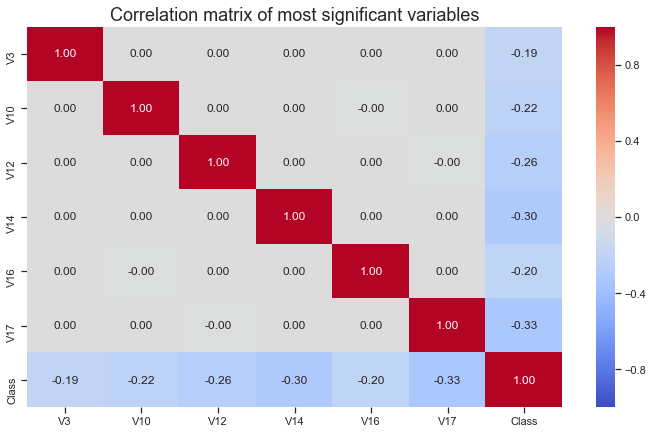 Correlation matrix of most significant variables
V3 1.00 0.00 0.00 0.00 0.00 0.00 -0.19
V10 0.00 1.00 0.00 0.00 -0.00 0.00 -0.22
V12 0.00 0.00 1.00 0.00 0.00 -0.00 -0.26
V14 0.00 0.00 0.00 1.00 0.00 0.00 -0.30
V16 0.00 -0.00 0.00 0.00 1.00 0.00 -0.20
V17 0.00 0.00 -0.00 0.00 0.00 1.00 -0.33
Class -0.19 -0.22 -0.26 -0.30 -0.20 -0.33 1.00
V3 V10 V12 V14 V16 V17 Class
0.8
0.4
0.0
−0.4
−0.8